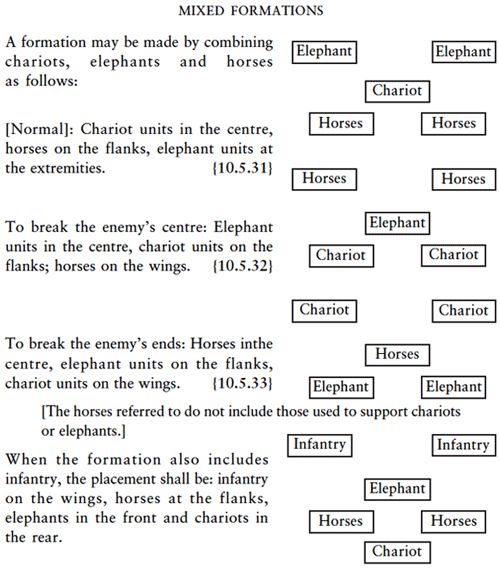 MIXED FORMATIONS
A formation may be made by combining
chariots, elephants and horses
as follows:
Elephant Elephant
Chariot
Horses Horses
[Normal]: Chariot units in the centre,
horses on the flanks, elephant units at
the extremities. {10.5.31}
Horses Horses
Elephant
Chariot Chariot
To break the enemy's centre: Elephant
units in the centre, chariot units on the
flanks; horses on the wings. {10.5.32}
Chariot Chariot
Horses
Elephant Elephant
To break the enemy's ends: Horses inthe
centre, elephant units on the flanks,
chariot units on the wings. {10.5.33}
[The horses referred to do not include those used to support chariots
or elephants.]
Infantry Infantry
Elephant
Horses Horses
Chariot
When the formation also includes
infantry, the placement shall be: infantry
on the wings, horses at the flanks,
elephants in the front and chariots in
the rear.